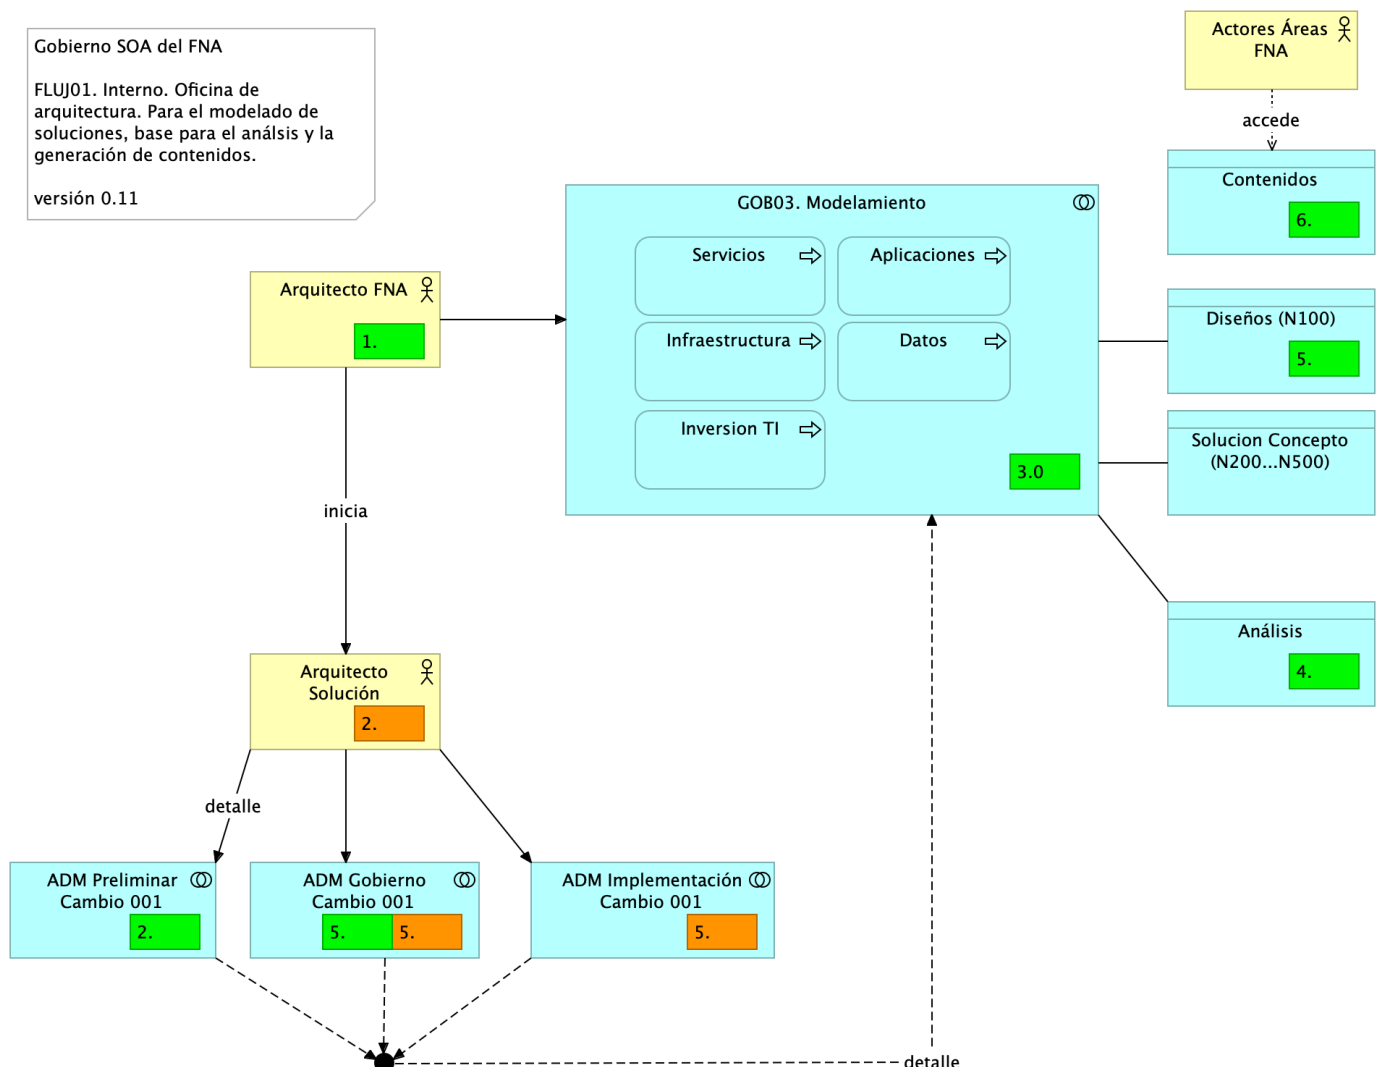 Gobierno SOA del FNA
FLUJ01. Interno. Oficina de
arquitectura. Para el modelado de
soluciones, base para el análsis y la
generación de contenidos.
versión 0.11
Actores Áreas
FNA
accede
Contenidos
6.
GOB03. Modelamiento
Servicios
Aplicaciones
Infraestructura
Datos
Inversion TI
3.0
Arquitecto FNA
1.
Diseños (N100)
5.
Solucion Concepto
(N200...N500)
inicia
Análisis
4.
Arquitecto
Solución
2.
detalle
ADM Preliminar
Cambio 001
2.
ADM Gobierno
Cambio 001
5.
5.
ADM Implementación
Cambio 001
5.
detalle